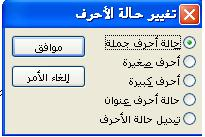 تغيير حالة الأحرف
حالة أحرف جملة
أحرف صغيرة
أحرف كبيرة
حالة أحرف عنوان
تبديل حالة الأحرف
موافق
إلغاء الأمر